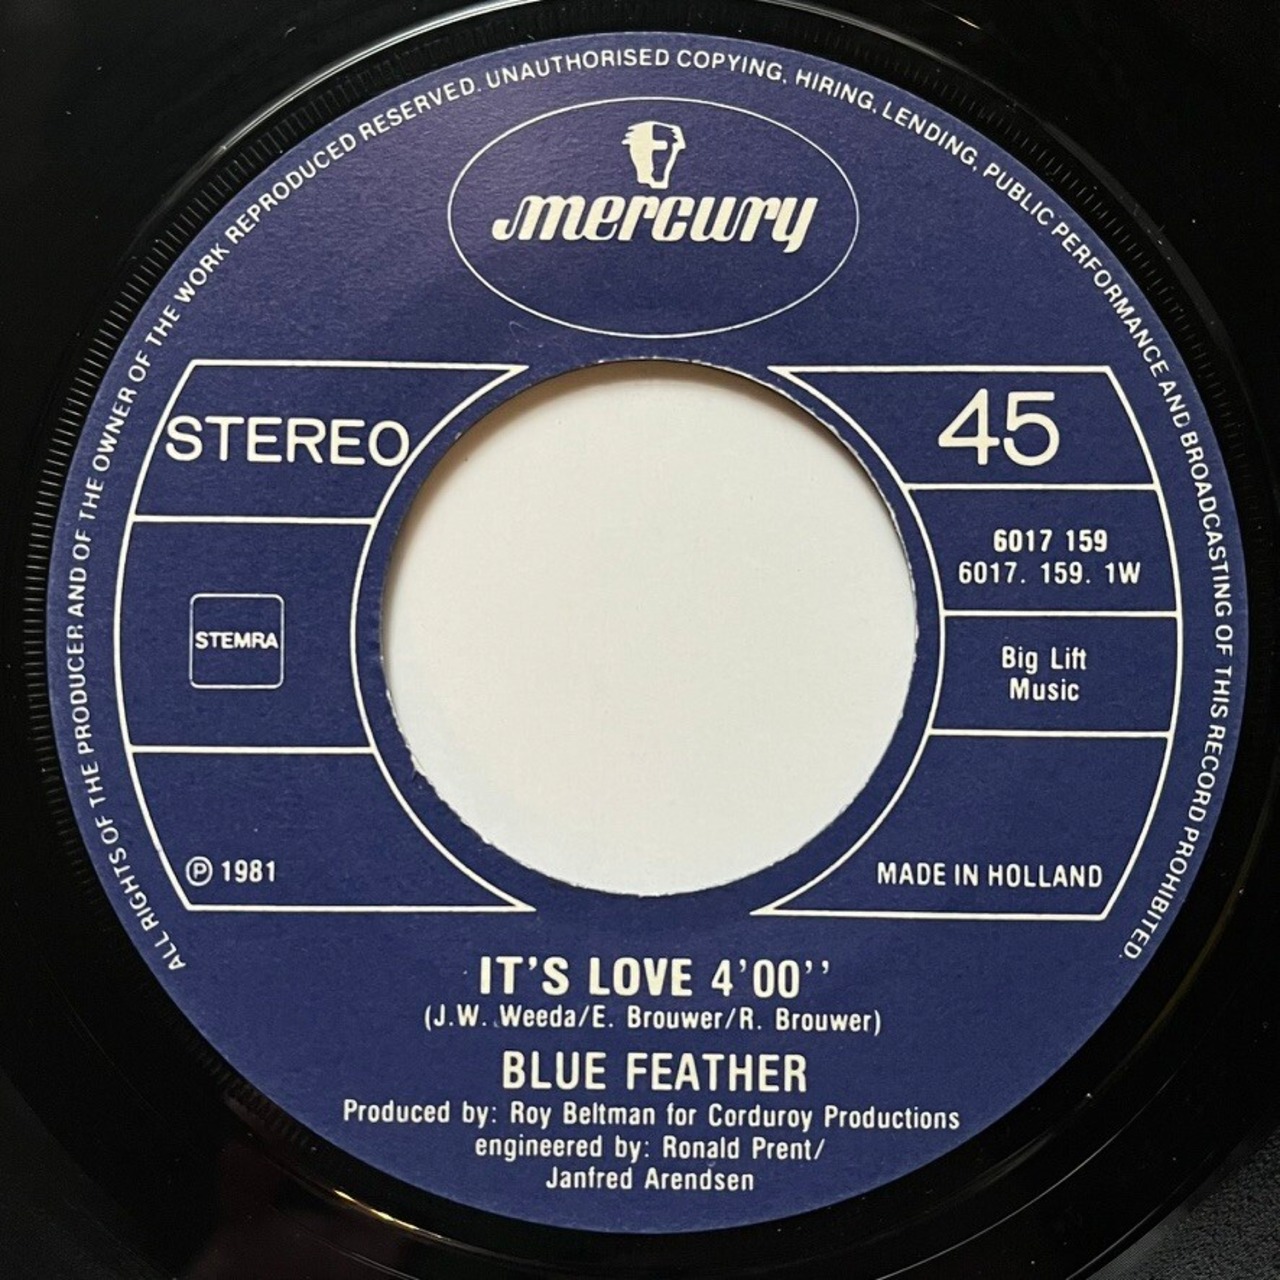 ALL RIGHTS OF THE PRODUCER AND OF THE OWNER OF THE WORK REPRODUCED RESERVED. UNAUTHORISED COPYING, HIRING, LENDING, PUBLIC PERFORMANCE AND BROADCASTING OF THIS RECORD PROHIBITED.
mercury
STEREO
45
6017 159
6017. 159. 1W
STEMRA
Big Lift
Music
℗ 1981
MADE IN HOLLAND
IT'S LOVE 4'00''
(J.W. Weeda/E. Brouwer/R. Brouwer)
BLUE FEATHER
Produced by: Roy Beltman for Corduroy Productions
engineered by: Ronald Prent/
Janfred Arendsen